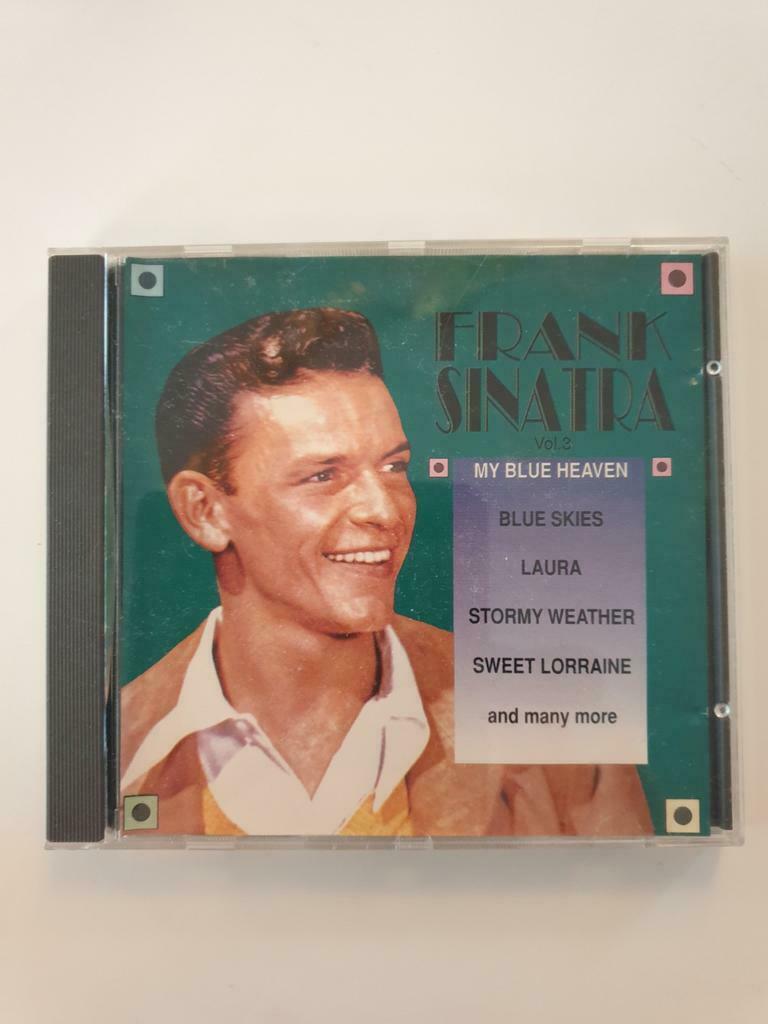 FRANK
SINATRA
Vol.3
MY BLUE HEAVEN
BLUE SKIES
LAURA
STORMY WEATHER
SWEET LORRAINE
and many more